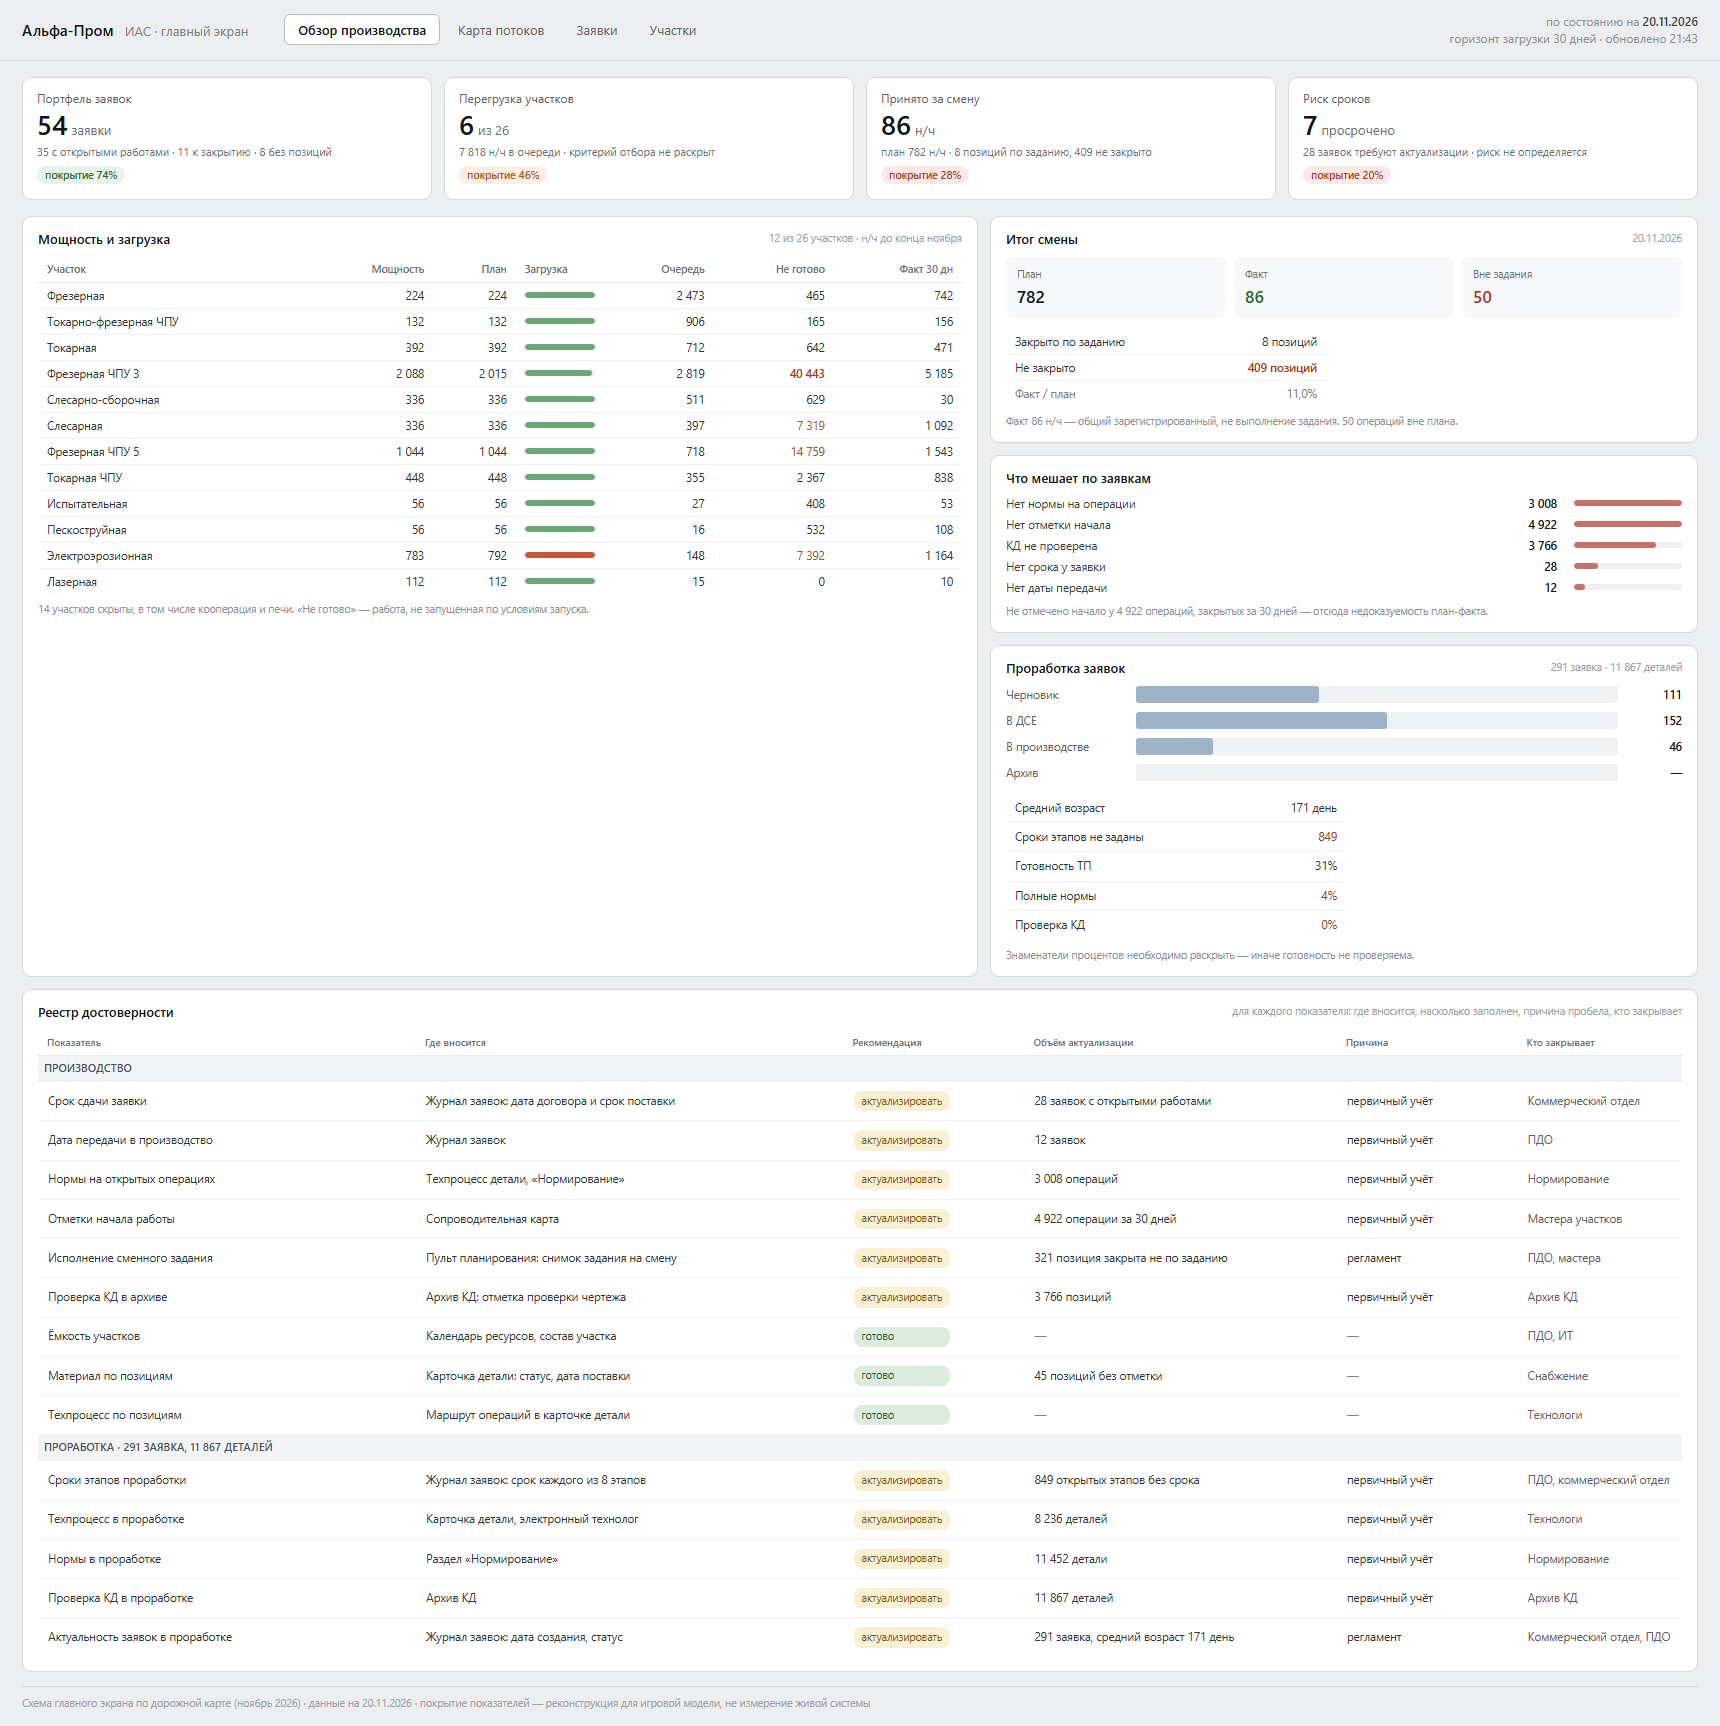 Альфа-Пром ИАС · главный экран Обзор производства Карта потоков Заявки Участки
по состоянию на 20.11.2026
горизонт загрузки 30 дней · обновлено 21:43
Портфель заявок
54 заявки
35 с открытыми работами · 11 к закрытию · 8 без позиций
покрытие 74%
Перегрузка участков
6 из 26
7 818 н/ч в очереди · критерий отбора не раскрыт
покрытие 46%
Принято за смену
86 н/ч
план 782 н/ч · 8 позиций по заданию, 409 не закрыто
покрытие 28%
Риск сроков
7 просрочено
28 заявок требуют актуализации · риск не определяется
покрытие 20%
Мощность и загрузка 12 из 26 участков · н/ч до конца ноября
Участок Мощность План Загрузка Очередь Не готово Факт 30 дн
Фрезерная 224 224 2 473 465 742
Токарно-фрезерная ЧПУ 132 132 906 165 156
Токарная 392 392 712 642 471
Фрезерная ЧПУ 3 2 088 2 015 2 819 40 443 5 185
Слесарно-сборочная 336 336 511 629 30
Слесарная 336 336 397 7 319 1 092
Фрезерная ЧПУ 5 1 044 1 044 718 14 759 1 543
Токарная ЧПУ 448 448 355 2 367 838
Испытательная 56 56 27 408 53
Пескоструйная 56 56 16 532 108
Электроэрозионная 783 792 148 7 392 1 164
Лазерная 112 112 15 0 10
14 участков скрыты, в том числе кооперация и печи. «Не готово» — работа, не запущенная по условиям запуска.
Итог смены 20.11.2026
План
782
Факт
86
Вне задания
50
Закрыто по заданию 8 позиций
Не закрыто 409 позиций
Факт / план 11,0%
Факт 86 н/ч — общий зарегистрированный, не выполнение задания. 50 операций вне плана.
Что мешает по заявкам
Нет нормы на операции 3 008
Нет отметки начала 4 922
КД не проверена 3 766
Нет срока у заявки 28
Нет даты передачи 12
Не отмечено начало у 4 922 операций, закрытых за 30 дней — отсюда недоказуемость план-факта.
Проработка заявок 291 заявка · 11 867 деталей
Черновик 111
В ДСЕ 152
В производстве 46
Архив —
Средний возраст 171 день
Сроки этапов не заданы 849
Готовность ТП 31%
Полные нормы 4%
Проверка КД 0%
Знаменатели процентов необходимо раскрыть — иначе готовность не проверяема.
Реестр достоверности для каждого показателя: где вносится, насколько заполнен, причина пробела, кто закрывает
Показатель Где вносится Рекомендация Объём актуализации Причина Кто закрывает
ПРОИЗВОДСТВО
Срок сдачи заявки Журнал заявок: дата договора и срок поставки актуализировать 28 заявок с открытыми работами первичный учёт Коммерческий отдел
Дата передачи в производство Журнал заявок актуализировать 12 заявок первичный учёт ПДО
Нормы на открытых операциях Техпроцесс детали, «Нормирование» актуализировать 3 008 операций первичный учёт Нормирование
Отметки начала работы Сопроводительная карта актуализировать 4 922 операции за 30 дней первичный учёт Мастера участков
Исполнение сменного задания Пульт планирования: снимок задания на смену актуализировать 321 позиция закрыта не по заданию регламент ПДО, мастера
Проверка КД в архиве Архив КД: отметка проверки чертежа актуализировать 3 766 позиций первичный учёт Архив КД
Ёмкость участков Календарь ресурсов, состав участка готово — — ПДО, ИТ
Материал по позициям Карточка детали: статус, дата поставки готово 45 позиций без отметки — Снабжение
Техпроцесс по позициям Маршрут операций в карточке детали готово — — Технологи
ПРОРАБОТКА · 291 ЗАЯВКА, 11 867 ДЕТАЛЕЙ
Сроки этапов проработки Журнал заявок: срок каждого из 8 этапов актуализировать 849 открытых этапов без срока первичный учёт ПДО, коммерческий отдел
Техпроцесс в проработке Карточка детали, электронный технолог актуализировать 8 236 деталей первичный учёт Технологи
Нормы в проработке Раздел «Нормирование» актуализировать 11 452 детали первичный учёт Нормирование
Проверка КД в проработке Архив КД актуализировать 11 867 деталей первичный учёт Архив КД
Актуальность заявок в проработке Журнал заявок: дата создания, статус актуализировать 291 заявка, средний возраст 171 день регламент Коммерческий отдел, ПДО
Схема главного экрана по дорожной карте (ноябрь 2026) · данные на 20.11.2026 · покрытие показателей — реконструкция для игровой модели, не измерение живой системы